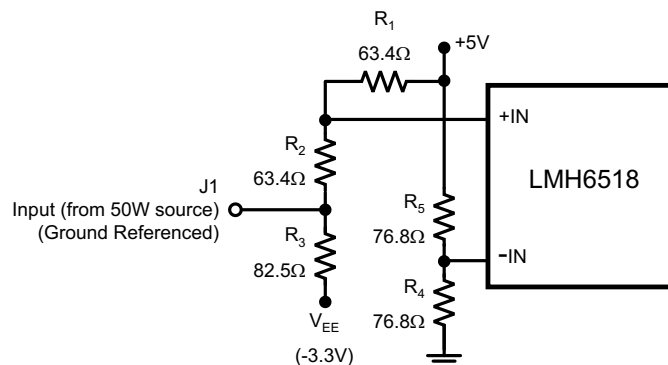 R1
63.4Ω
+5V
+IN
R2
63.4Ω
LMH6518
J1
Input (from 50W source)
(Ground Referenced)
R3
82.5Ω
R5
76.8Ω
−IN
R4
76.8Ω
VEE
(-3.3V)